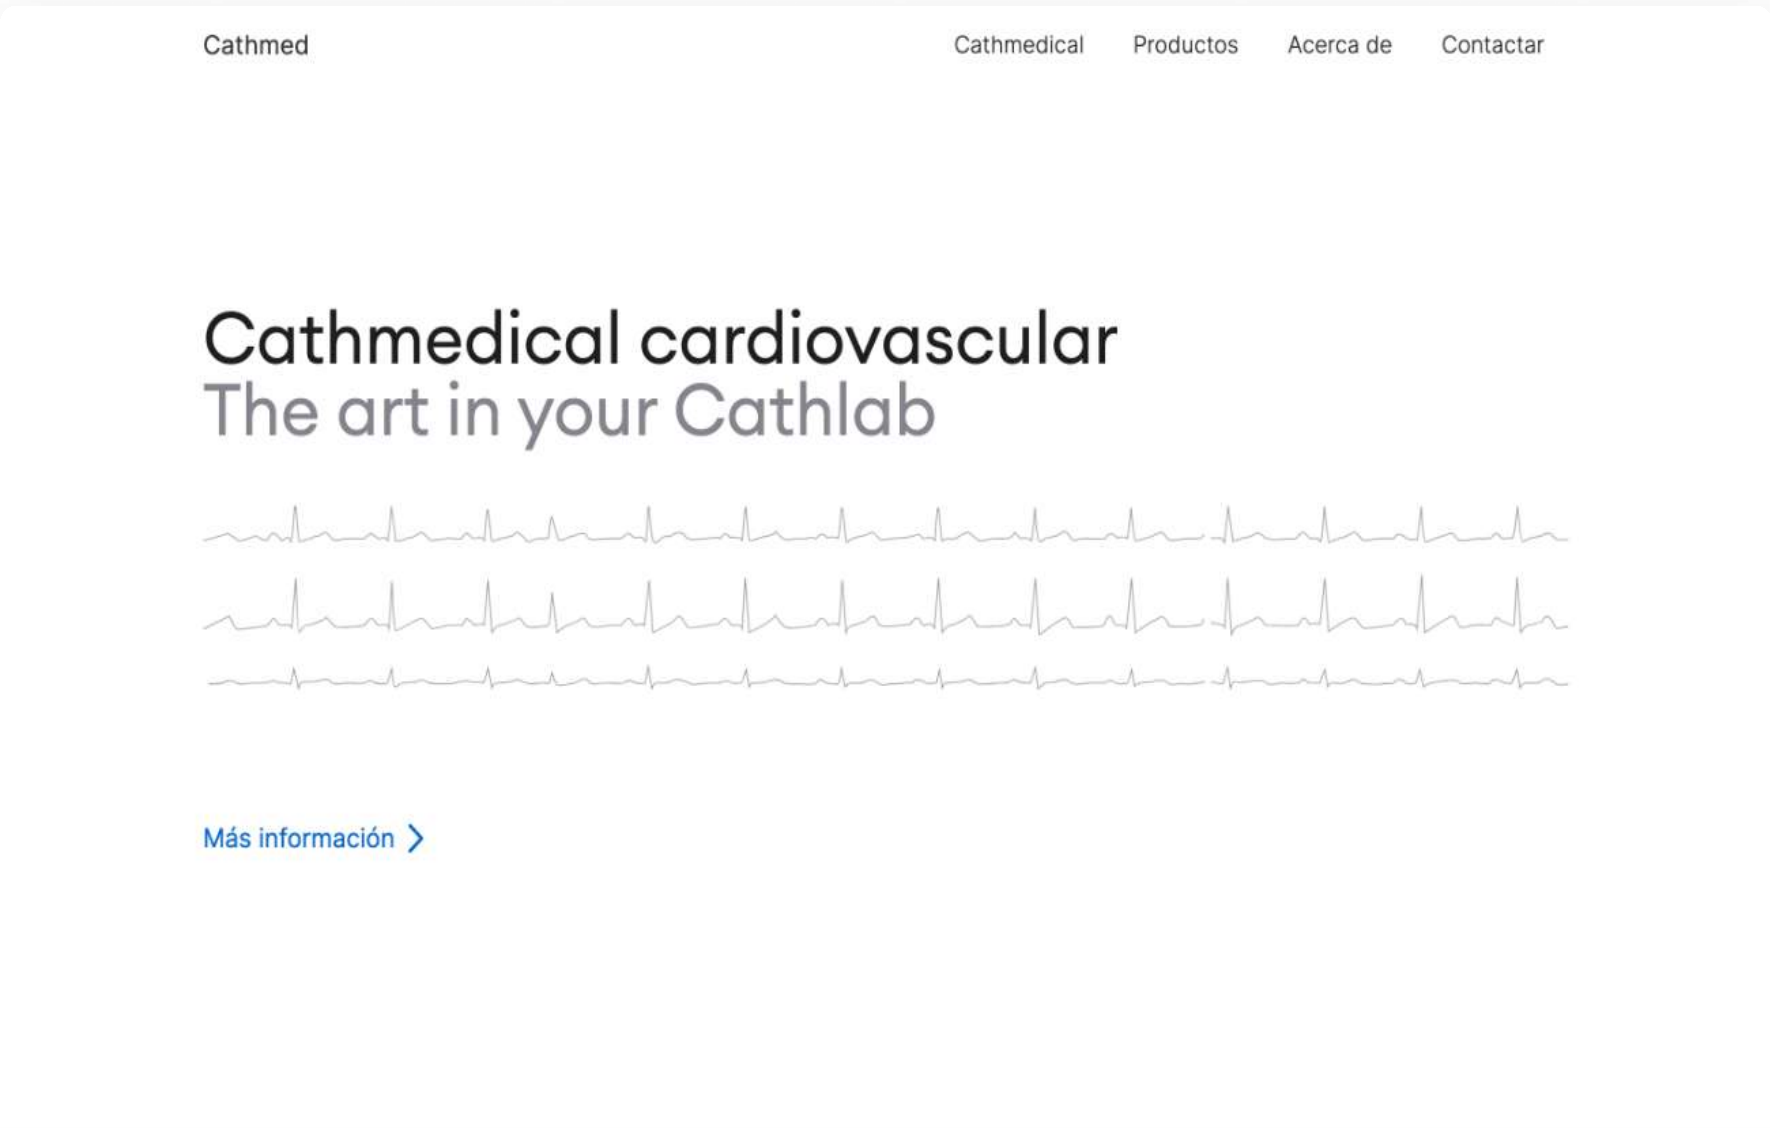 Cathmed
Cathmedical Productos Acerca de Contactar
Cathmedical cardiovascular
The art in your Cathlab
Más información